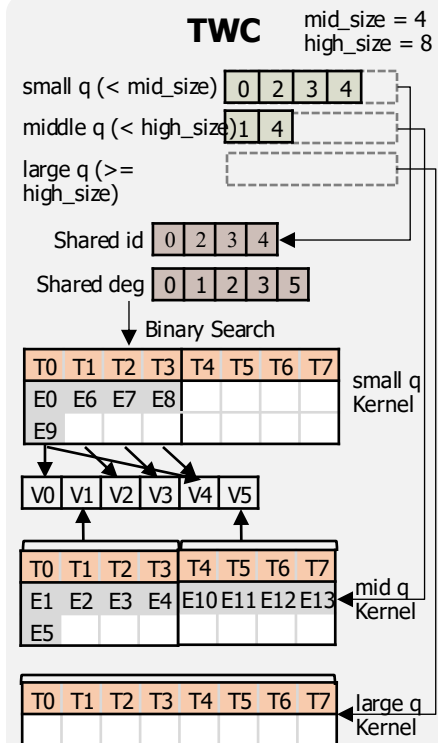 TWC
mid_size = 4
high_size = 8
small q (< mid_size) 0 2 3 4
middle q (< high_size) 1 4
large q (>=
high_size)
Shared id 0 2 3 4
Shared deg 0 1 2 3 5
Binary Search
T0 T1 T2 T3 T4 T5 T6 T7
E0 E6 E7 E8
E9
small q
Kernel
V0 V1 V2 V3 V4 V5
T0 T1 T2 T3 T4 T5 T6 T7
E1 E2 E3 E4 E10 E11 E12 E13
E5
mid q
Kernel
T0 T1 T2 T3 T4 T5 T6 T7
large q
Kernel